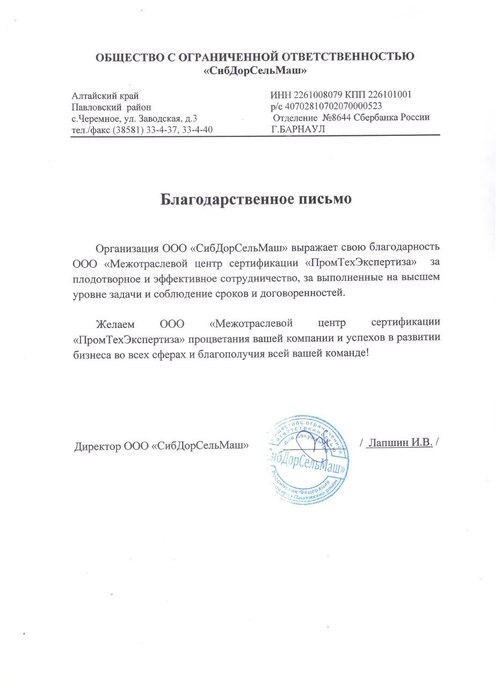 ОБЩЕСТВО С ОГРАНИЧЕННОЙ ОТВЕТСТВЕННОСТЬЮ
«СибДорСельМаш»
Алтайский край
Павловский район
с.Черемное, ул. Заводская, д.3
тел./факс (38581) 33-4-37, 33-4-40
ИНН 2261008079 КПП 226101001
р/с 40702810702070000523
Отделение №8644 Сбербанка России
Г.БАРНАУЛ
Благодарственное письмо
Организация ООО «СибДорСельМаш» выражает свою благодарность
ООО «Межотраслевой центр сертификации «ПромТехЭкспертиза» за
плодотворное и эффективное сотрудничество, за выполненные на высшем
уровне задачи и соблюдение сроков и договоренностей.
Желаем ООО «Межотраслевой центр сертификации
«ПромТехЭкспертиза» процветания вашей компании и успехов в развитии
бизнеса во всех сферах и благополучия всей вашей команде!
Директор ООО «СибДорСельМаш»
/ Лапшин И.В. /
ибДорСельМаш»